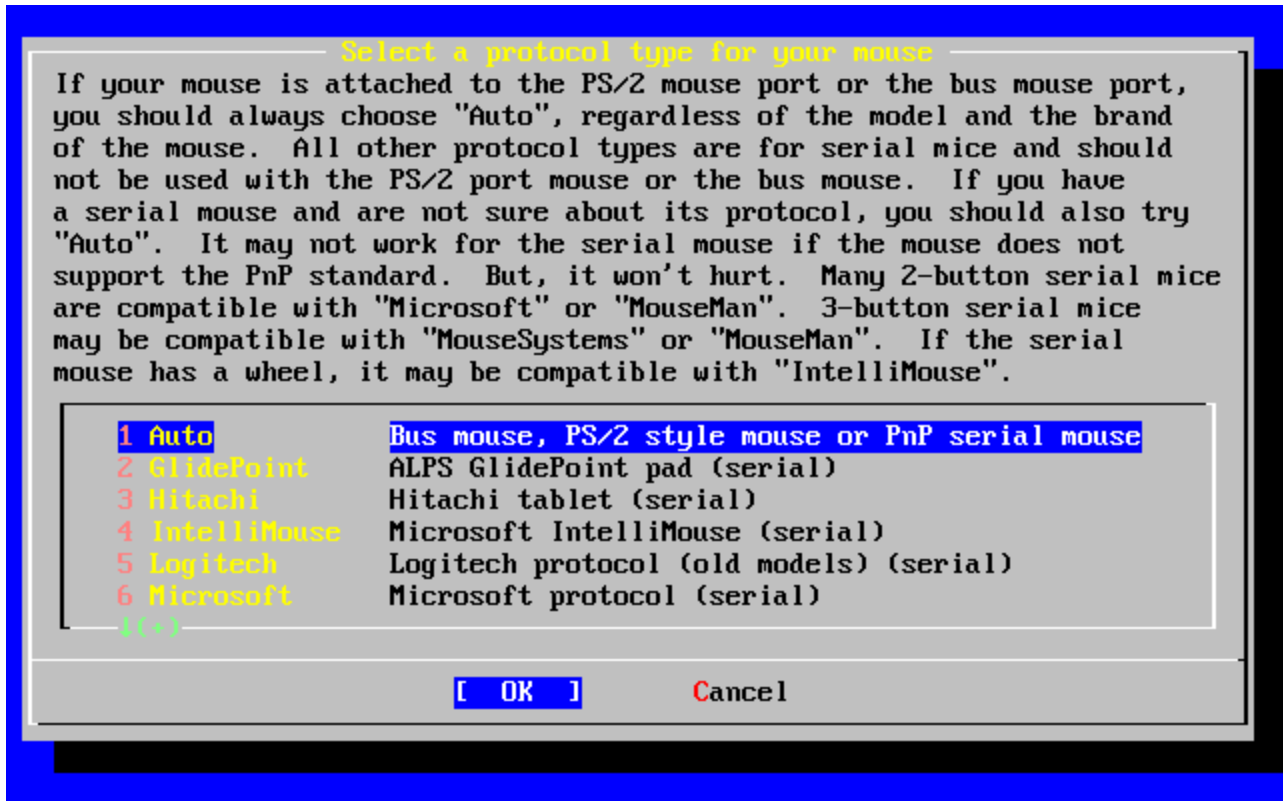 Select a protocol type for your mouse
If your mouse is attached to the PS/2 mouse port or the bus mouse port,
you should always choose "Auto", regardless of the model and the brand
of the mouse.  All other protocol types are for serial mice and should
not be used with the PS/2 port mouse or the bus mouse.  If you have
a serial mouse and are not sure about its protocol, you should also try
"Auto".  It may not work for the serial mouse if the mouse does not
support the PnP standard.  But, it won't hurt.  Many 2-button serial mice
are compatible with "Microsoft" or "MouseMan".  3-button serial mice
may be compatible with "MouseSystems" or "MouseMan".  If the serial
mouse has a wheel, it may be compatible with "IntelliMouse".
1 Auto Bus mouse, PS/2 style mouse or PnP serial mouse
2 GlidePoint ALPS GlidePoint pad (serial)
3 Hitachi Hitachi tablet (serial)
4 IntelliMouse Microsoft IntelliMouse (serial)
5 Logitech Logitech protocol (old models) (serial)
6 Microsoft Microsoft protocol (serial)
↓(+)
[ OK ] Cancel